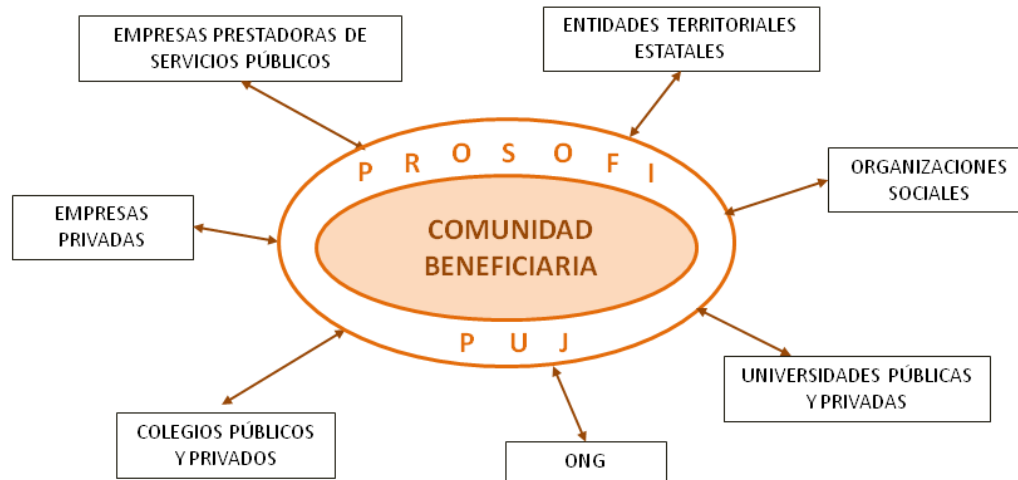 EMPRESAS PRESTADORAS DE
SERVICIOS PÚBLICOS
ENTIDADES TERRITORIALES
ESTATALES
P R O S O F I
ORGANIZACIONES
SOCIALES
EMPRESAS
PRIVADAS
COMUNIDAD
BENEFICIARIA
P U J
UNIVERSIDADES PÚBLICAS
Y PRIVADAS
COLEGIOS PÚBLICOS
Y PRIVADOS
ONG